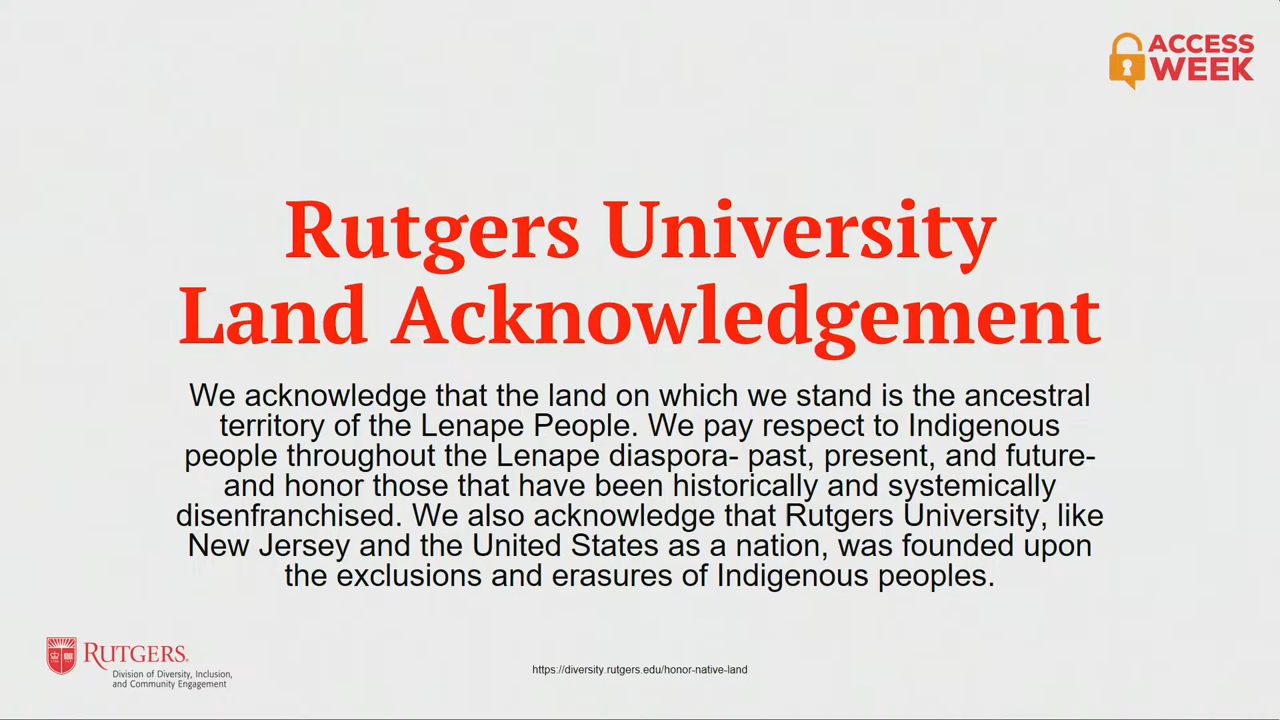 ACCESS
WEEK
Rutgers University
Land Acknowledgement
We acknowledge that the land on which we stand is the ancestral
territory of the Lenape People. We pay respect to Indigenous
people throughout the Lenape diaspora- past, present, and future-
and honor those that have been historically and systemically
disenfranchised. We also acknowledge that Rutgers University, like
New Jersey and the United States as a nation, was founded upon
the exclusions and erasures of Indigenous peoples.
RUTGERS
Division of Diversity, Inclusion,
and Community Engagement
https://diversity.rutgers.edu/honor-native-land